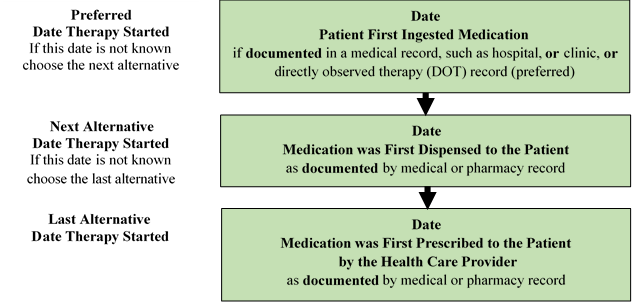 Preferred
Date Therapy Started
If this date is not known
choose the next alternative
Date
Patient First Ingested Medication
if documented in a medical record, such as hospital, or clinic, or
directly observed therapy (DOT) record (preferred)
Next Alternative
Date Therapy Started
If this date is not known
choose the last alternative
Date
Medication was First Dispensed to the Patient
as documented by medical or pharmacy record
Last Alternative
Date Therapy Started
Date
Medication was First Prescribed to the Patient
by the Health Care Provider
as documented by medical or pharmacy record